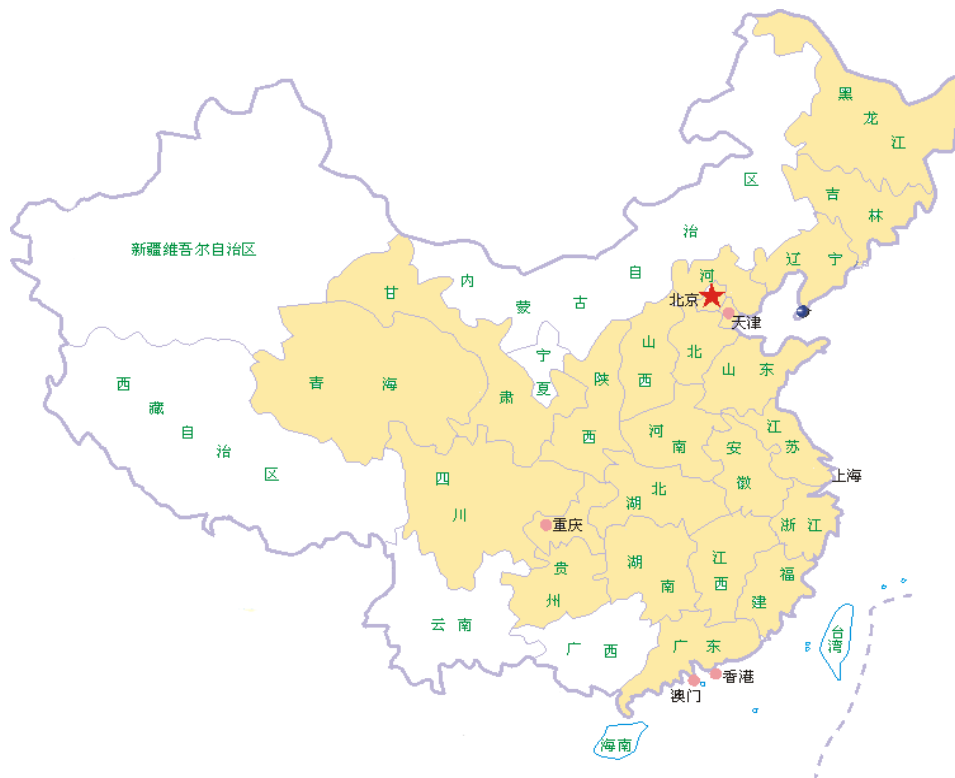 黑龙江
吉林
辽宁
内蒙古自治区
新疆维吾尔自治区
甘肃
河北
北京
天津
宁夏
陕西
山西
山东
青海
西藏自治区
河南
江苏
安徽
上海
四川
湖北
重庆
浙江
贵州
湖南
江西
福建
云南
广西
广东
台湾
香港
澳门
海南